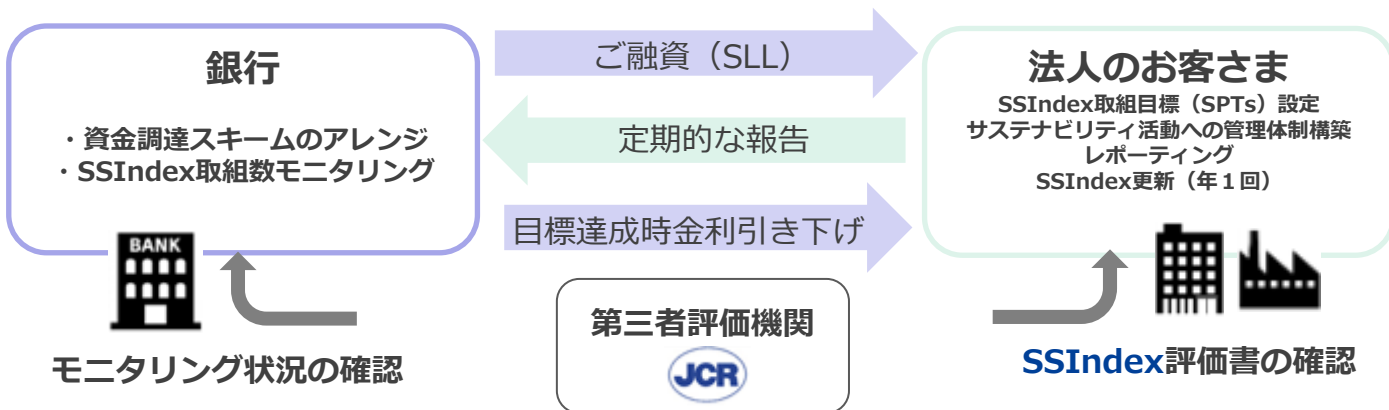 銀行
・資金調達スキームのアレンジ
・SSIndex取組数モニタリング
BANK
モニタリング状況の確認
ご融資（SLL）
定期的な報告
目標達成時金利引き下げ
第三者評価機関
JCR
法人のお客さま
SSIndex取組目標（SPTs）設定
サステナビリティ活動への管理体制構築
レポーティング
SSIndex更新（年１回）
SSIndex評価書の確認